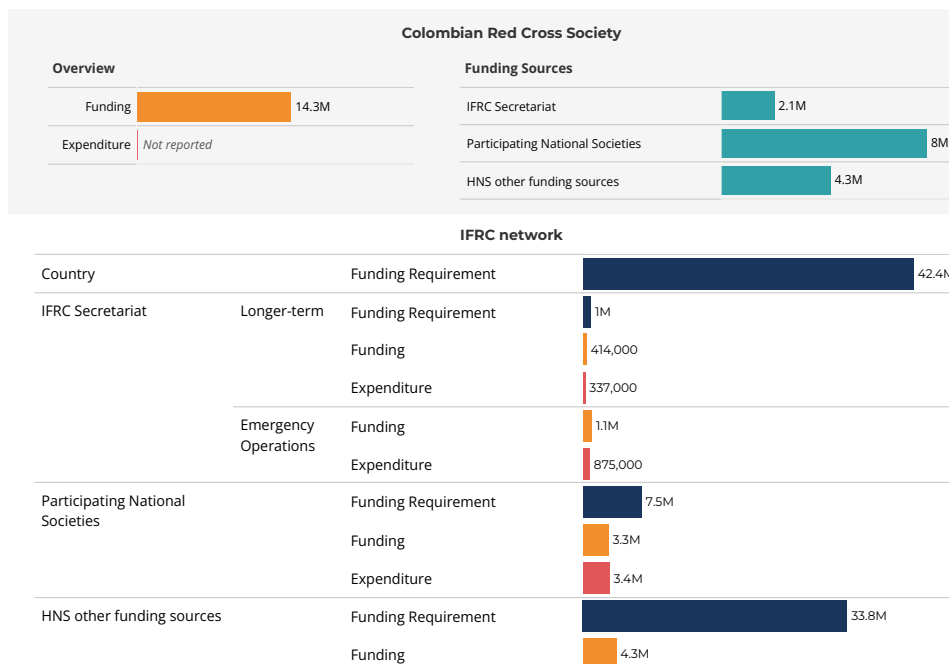 Colombian Red Cross Society
Overview
Funding 14.3M
Expenditure Not reported
Funding Sources
IFRC Secretariat 2.1M
Participating National Societies 8M
HNS other funding sources 4.3M
IFRC network
Country Funding Requirement 42.4M
IFRC Secretariat Longer-term Funding Requirement 1M
Funding 414,000
Expenditure 337,000
Emergency
Operations
Funding 1.1M
Expenditure 875,000
Participating National
Societies
Funding Requirement 7.5M
Funding 3.3M
Expenditure 3.4M
HNS other funding sources Funding Requirement 33.8M
Funding 4.3M